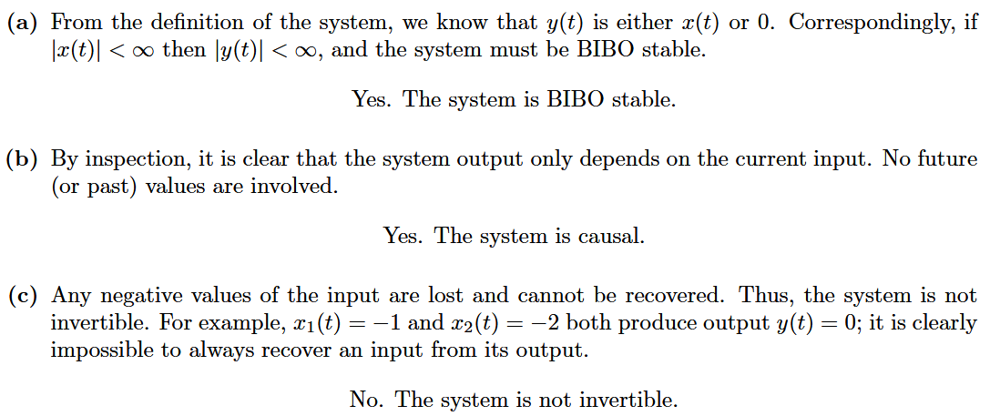 (a) From the definition of the system, we know that y(t) is either x(t) or 0. Correspondingly, if
|x(t)| < ∞ then |y(t)| < ∞, and the system must be BIBO stable.
Yes. The system is BIBO stable.
(b) By inspection, it is clear that the system output only depends on the current input. No future
(or past) values are involved.
Yes. The system is causal.
(c) Any negative values of the input are lost and cannot be recovered. Thus, the system is not
invertible. For example, x₁(t) = −1 and x₂(t) = −2 both produce output y(t) = 0; it is clearly
impossible to always recover an input from its output.
No. The system is not invertible.